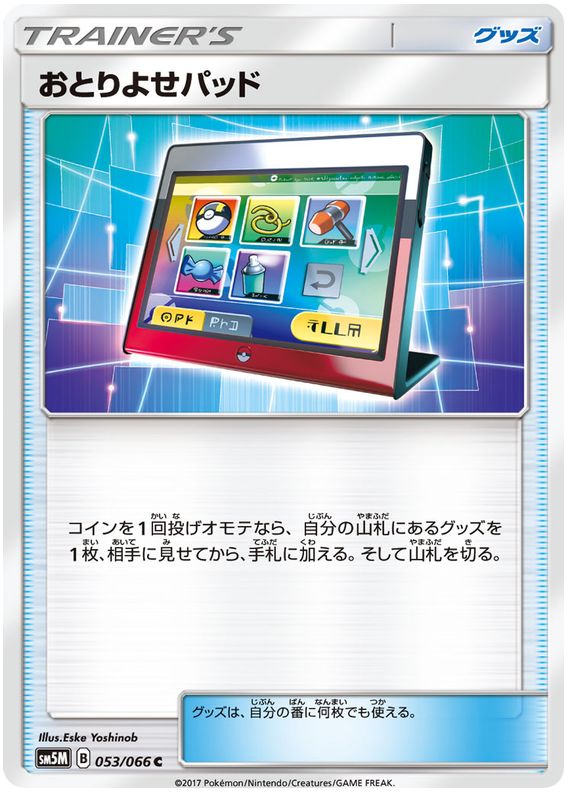 TRAINER'S
グッズ
おとりよせパッド
コインを1回投げオモテなら、自分の山札にあるグッズを
1枚、相手に見せてから、手札に加える。そして山札を切る。
グッズは、自分の番に何枚でも使える。
Illus.Eske Yoshinob
SM5M B 053/066 C
©2017 Pokémon/Nintendo/Creatures/GAME FREAK.